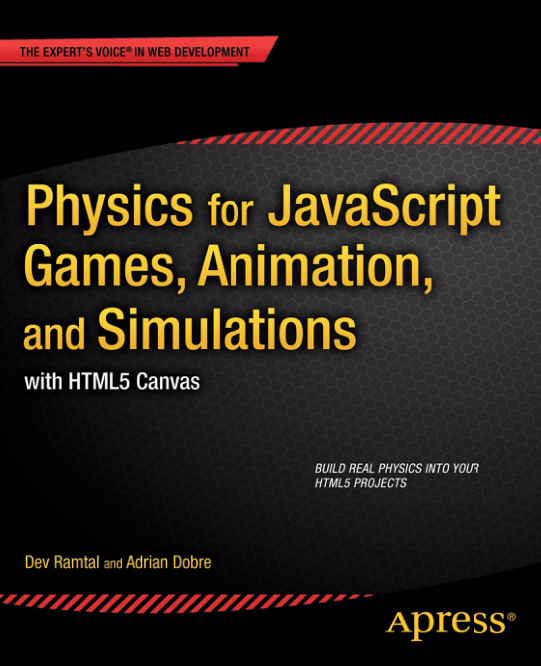 THE EXPERT'S VOICE® IN WEB DEVELOPMENT
Physics for JavaScript
Games, Animation,
and Simulations
with HTML5 Canvas
BUILD REAL PHYSICS INTO YOUR
HTML5 PROJECTS
Dev Ramtal and Adrian Dobre
Apress®